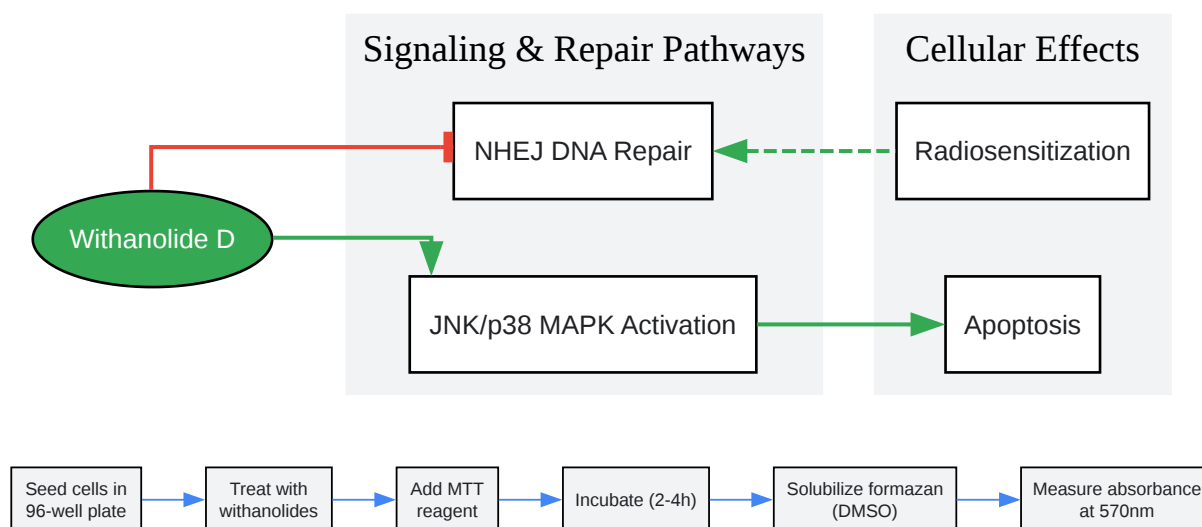 Signaling & Repair Pathways
Cellular Effects
NHEJ DNA Repair
Radiosensitization
Withanolide D
JNK/p38 MAPK Activation
Apoptosis
Seed cells in
96-well plate
Treat with
withanolides
Add MTT
reagent
Incubate (2-4h)
Solubilize formazan
(DMSO)
Measure absorbance
at 570nm